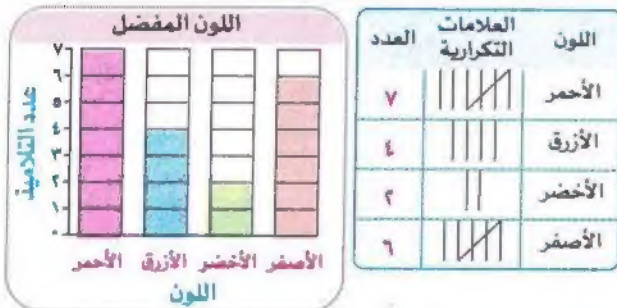 اللون العلامات التكرارية العدد
الأحمر ٧
الأزرق ٤
الأخضر ٢
الأصفر ٦
اللون المفضل
عدد التلاميذ
٧
٦
٥
٤
٣
٢
١
٠
الأحمر الأزرق الأخضر الأصفر
اللون